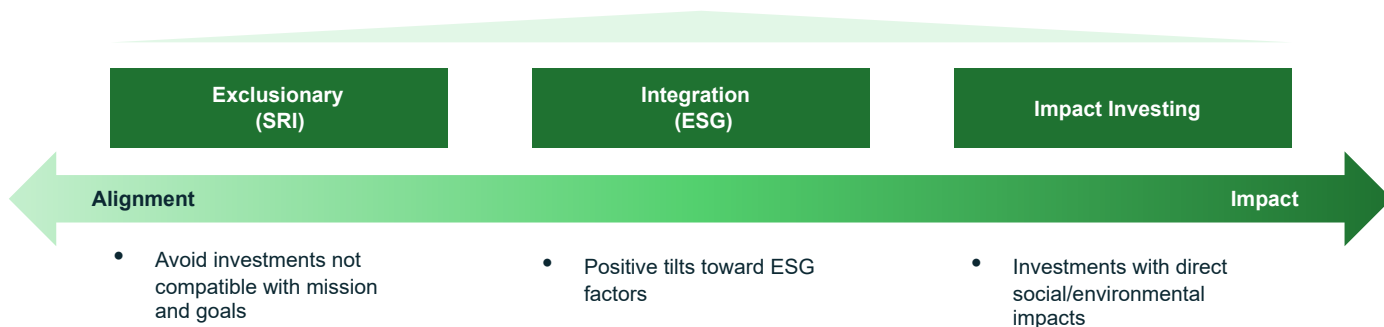 Exclusionary
(SRI)
Integration
(ESG)
Impact Investing
Alignment
Impact
• Avoid investments not
compatible with mission
and goals
• Positive tilts toward ESG
factors
• Investments with direct
social/environmental
impacts